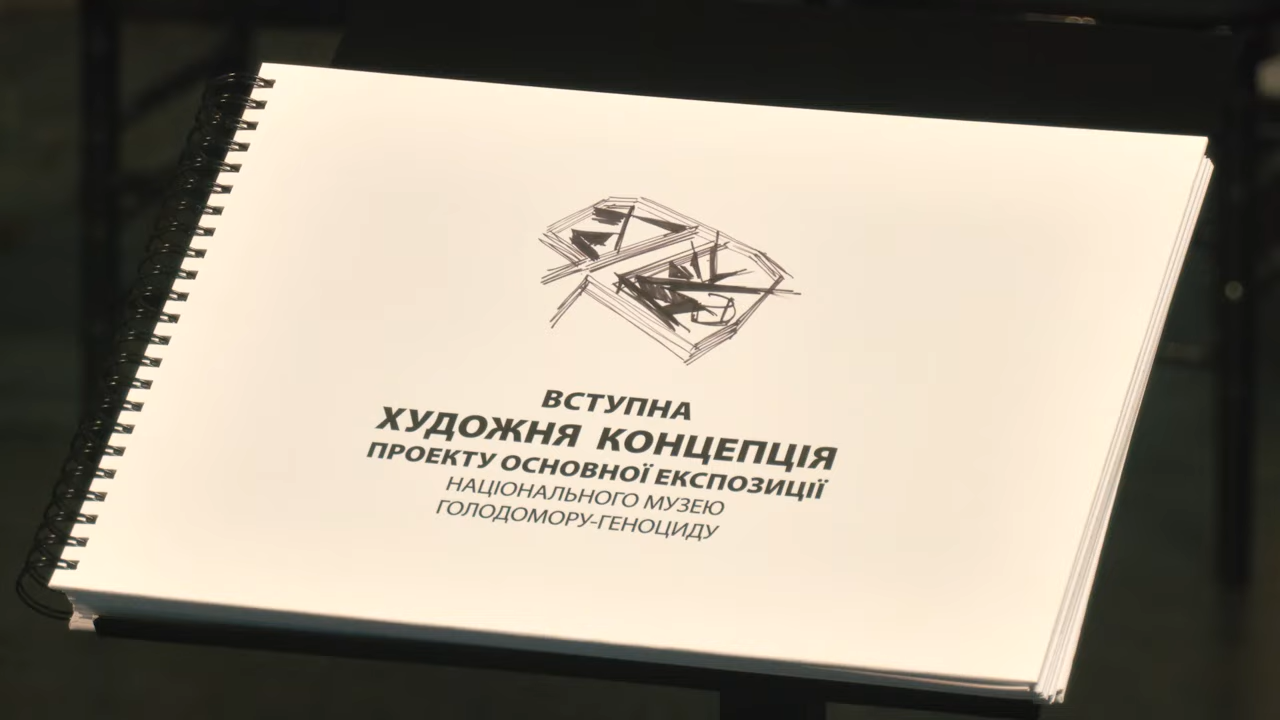 ВСТУПНА
ХУДОЖНЯ КОНЦЕПЦІЯ
ПРОЕКТУ ОСНОВНОЇ ЕКСПОЗИЦІЇ
НАЦІОНАЛЬНОГО МУЗЕЮ
ГОЛОДОМОРУ-ГЕНОЦИДУ